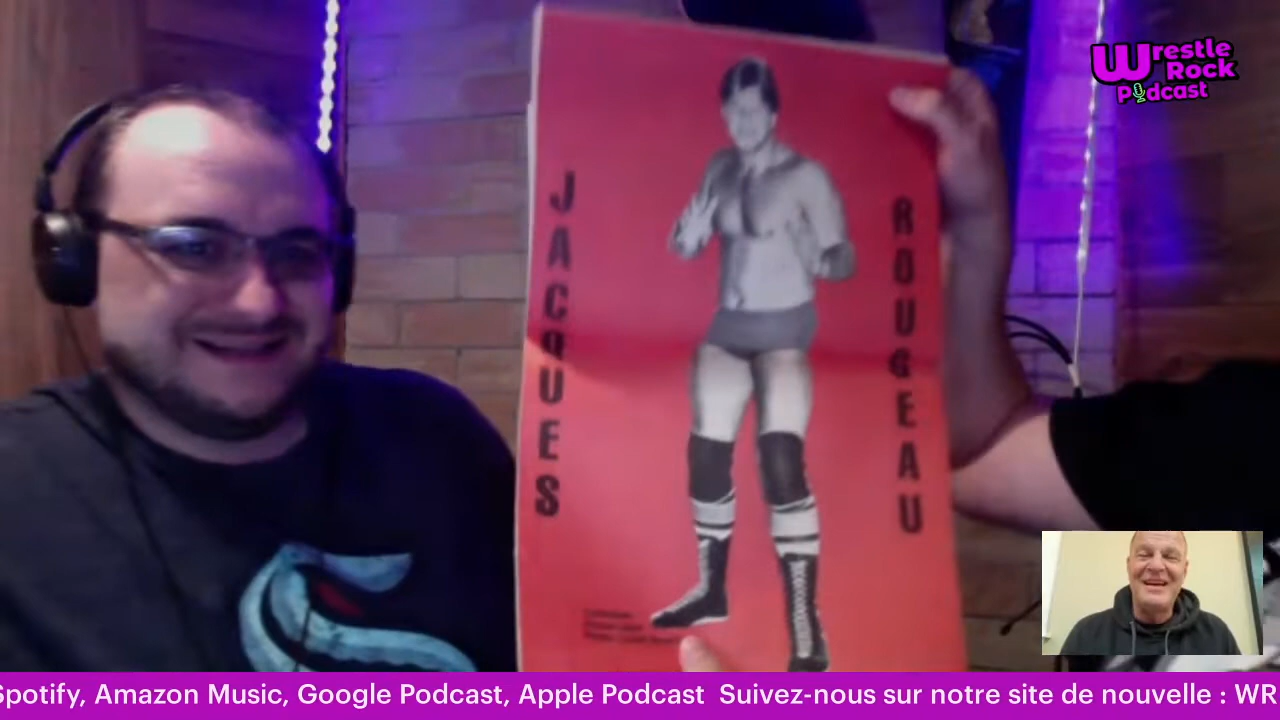 Wrestle
Rock
Podcast
JACQUES
ROUGEAU
Spotify, Amazon Music, Google Podcast, Apple Podcast Suivez-nous sur notre site de nouvelle : WR